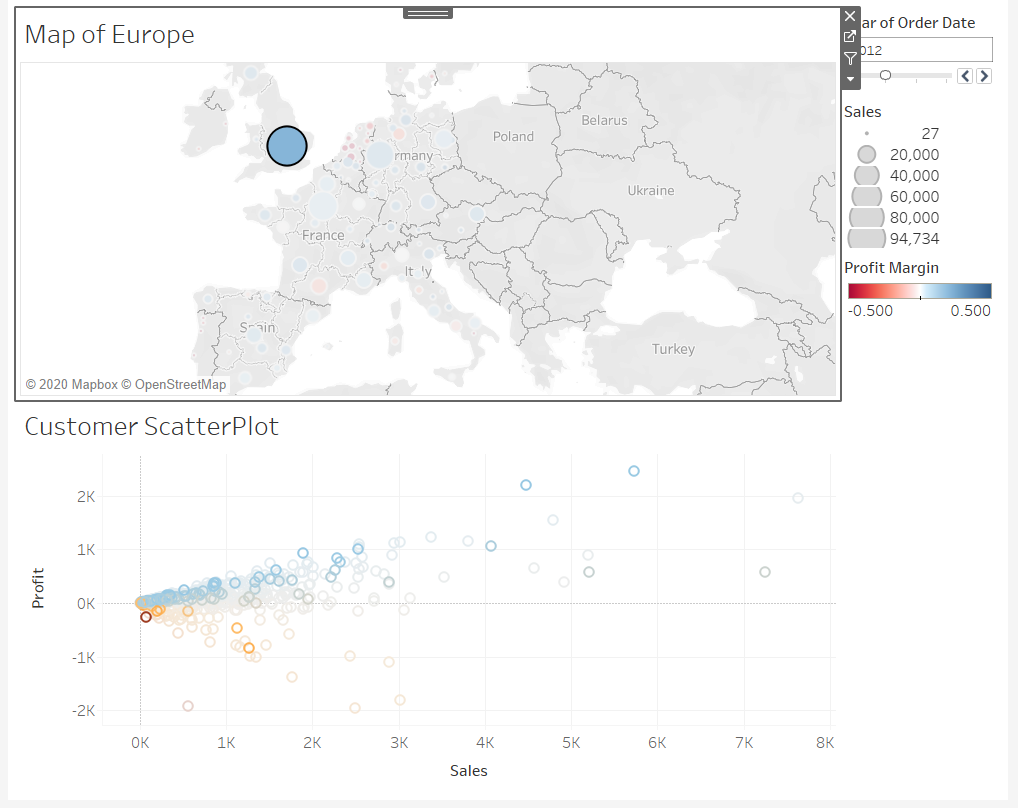 Map of Europe
ar of Order Date
012
Sales
27
20,000
40,000
60,000
80,000
94,734
Profit Margin
-0.500 0.500
Belarus
Poland
rmany
Ukraine
France
It ly
Spain
Turkey
© 2020 Mapbox © OpenStreetMap
Customer ScatterPlot
Profit
2K
1K
0K
-1K
-2K
0K 1K 2K 3K 4K 5K 6K 7K 8K
Sales